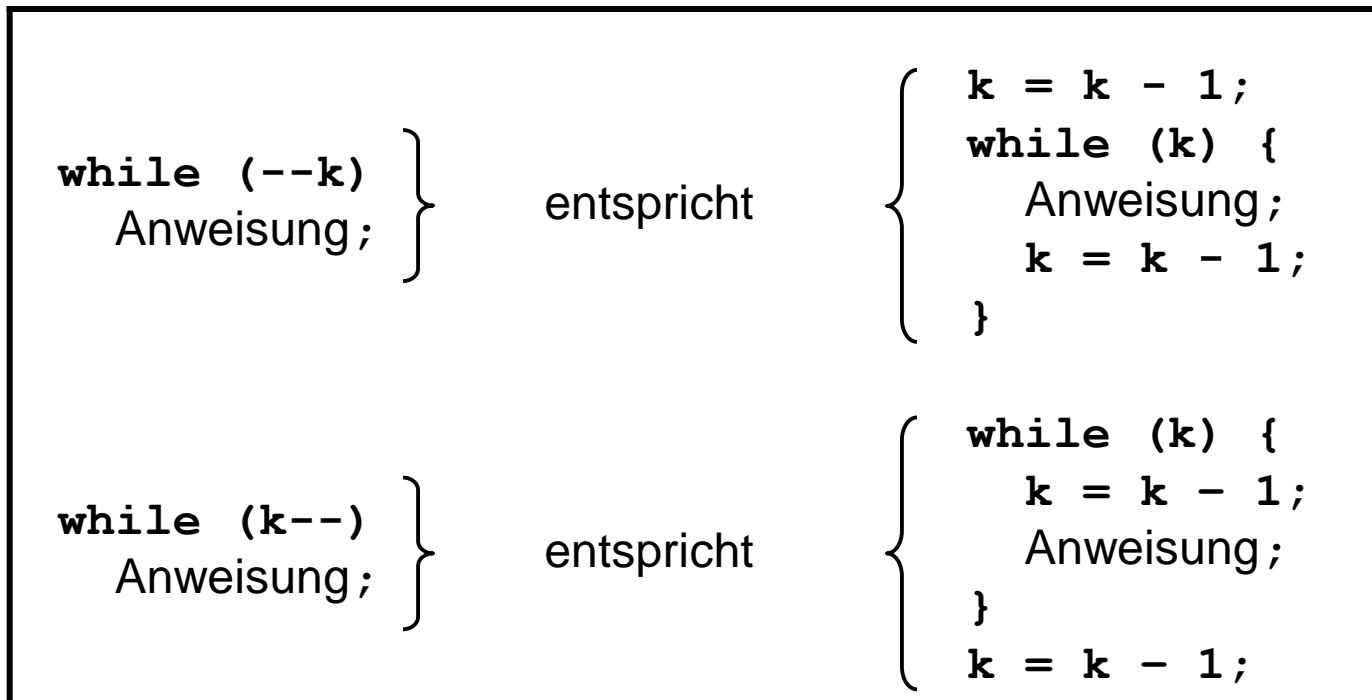 while (--k)
Anweisung;
entspricht
k = k - 1;
while (k) {
Anweisung;
k = k - 1;
}
while (k--)
Anweisung;
entspricht
while (k) {
k = k – 1;
Anweisung;
}
k = k – 1;